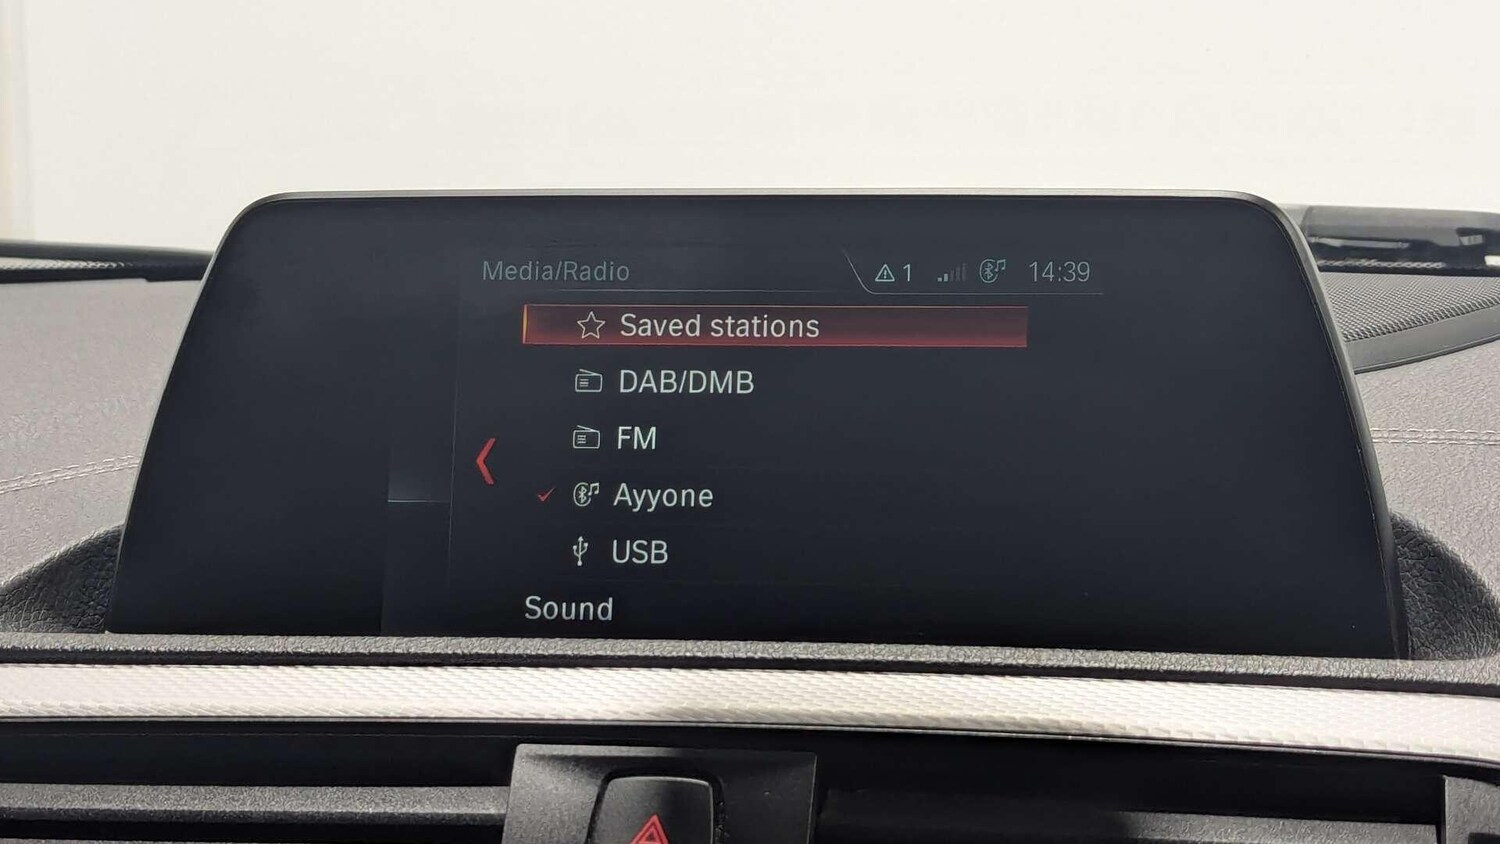 Media/Radio 1 14:39
Saved stations
DAB/DMB
FM
Ayyone
USB
Sound